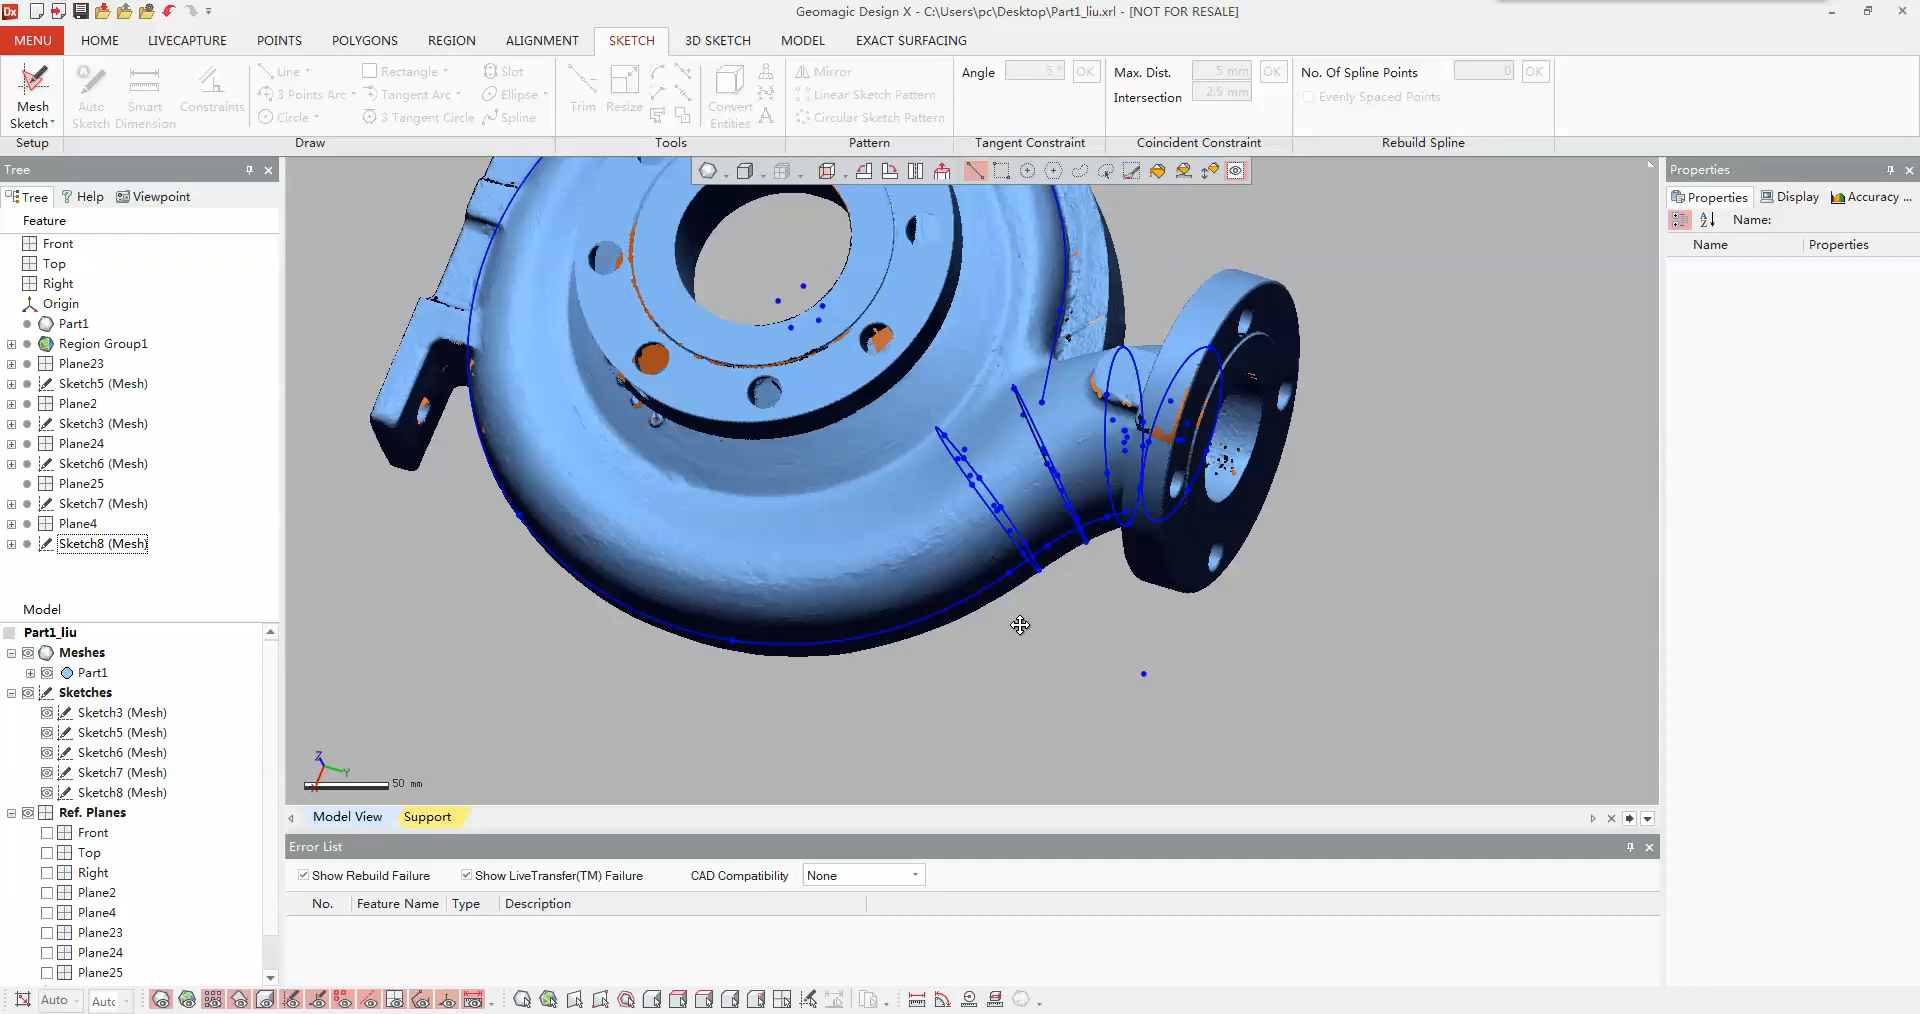 Geomagic Design X - C:\Users\pc\Desktop\Part1_liu.xrl - [NOT FOR RESALE]
MENU HOME LIVECAPTURE POINTS POLYGONS REGION ALIGNMENT SKETCH 3D SKETCH MODEL EXACT SURFACING
Mesh Sketch
Setup
Auto Sketch
Smart Dimension
Constraints
Line
3 Points Arc
Circle
Rectangle
Tangent Arc
3 Tangent Circle
Slot
Ellipse
Spline
Draw
Trim
Resize
Convert Entities
Tools
Mirror
Linear Sketch Pattern
Circular Sketch Pattern
Pattern
Angle 5 ° OK
Tangent Constraint
Max. Dist. 5 mm OK
Intersection 2.5 mm
Coincident Constraint
No. Of Spline Points 0 OK
Evenly Spaced Points
Rebuild Spline
Tree
Tree Help Viewpoint
Feature
Front
Top
Right
Origin
Part1
Region Group1
Plane23
Sketch5 (Mesh)
Plane2
Sketch3 (Mesh)
Plane24
Sketch6 (Mesh)
Plane25
Sketch7 (Mesh)
Plane4
Sketch8 (Mesh)
Model
Part1_liu
Meshes
Part1
Sketches
Sketch3 (Mesh)
Sketch5 (Mesh)
Sketch6 (Mesh)
Sketch7 (Mesh)
Sketch8 (Mesh)
Ref. Planes
Front
Top
Right
Plane2
Plane4
Plane23
Plane24
Plane25
Z
Y
X
50 mm
Model View Support
Error List
Show Rebuild Failure Show LiveTransfer(TM) Failure CAD Compatibility None
No. Feature Name Type Description
Properties
Properties Display Accuracy ...
Name:
Name Properties
Auto Auto